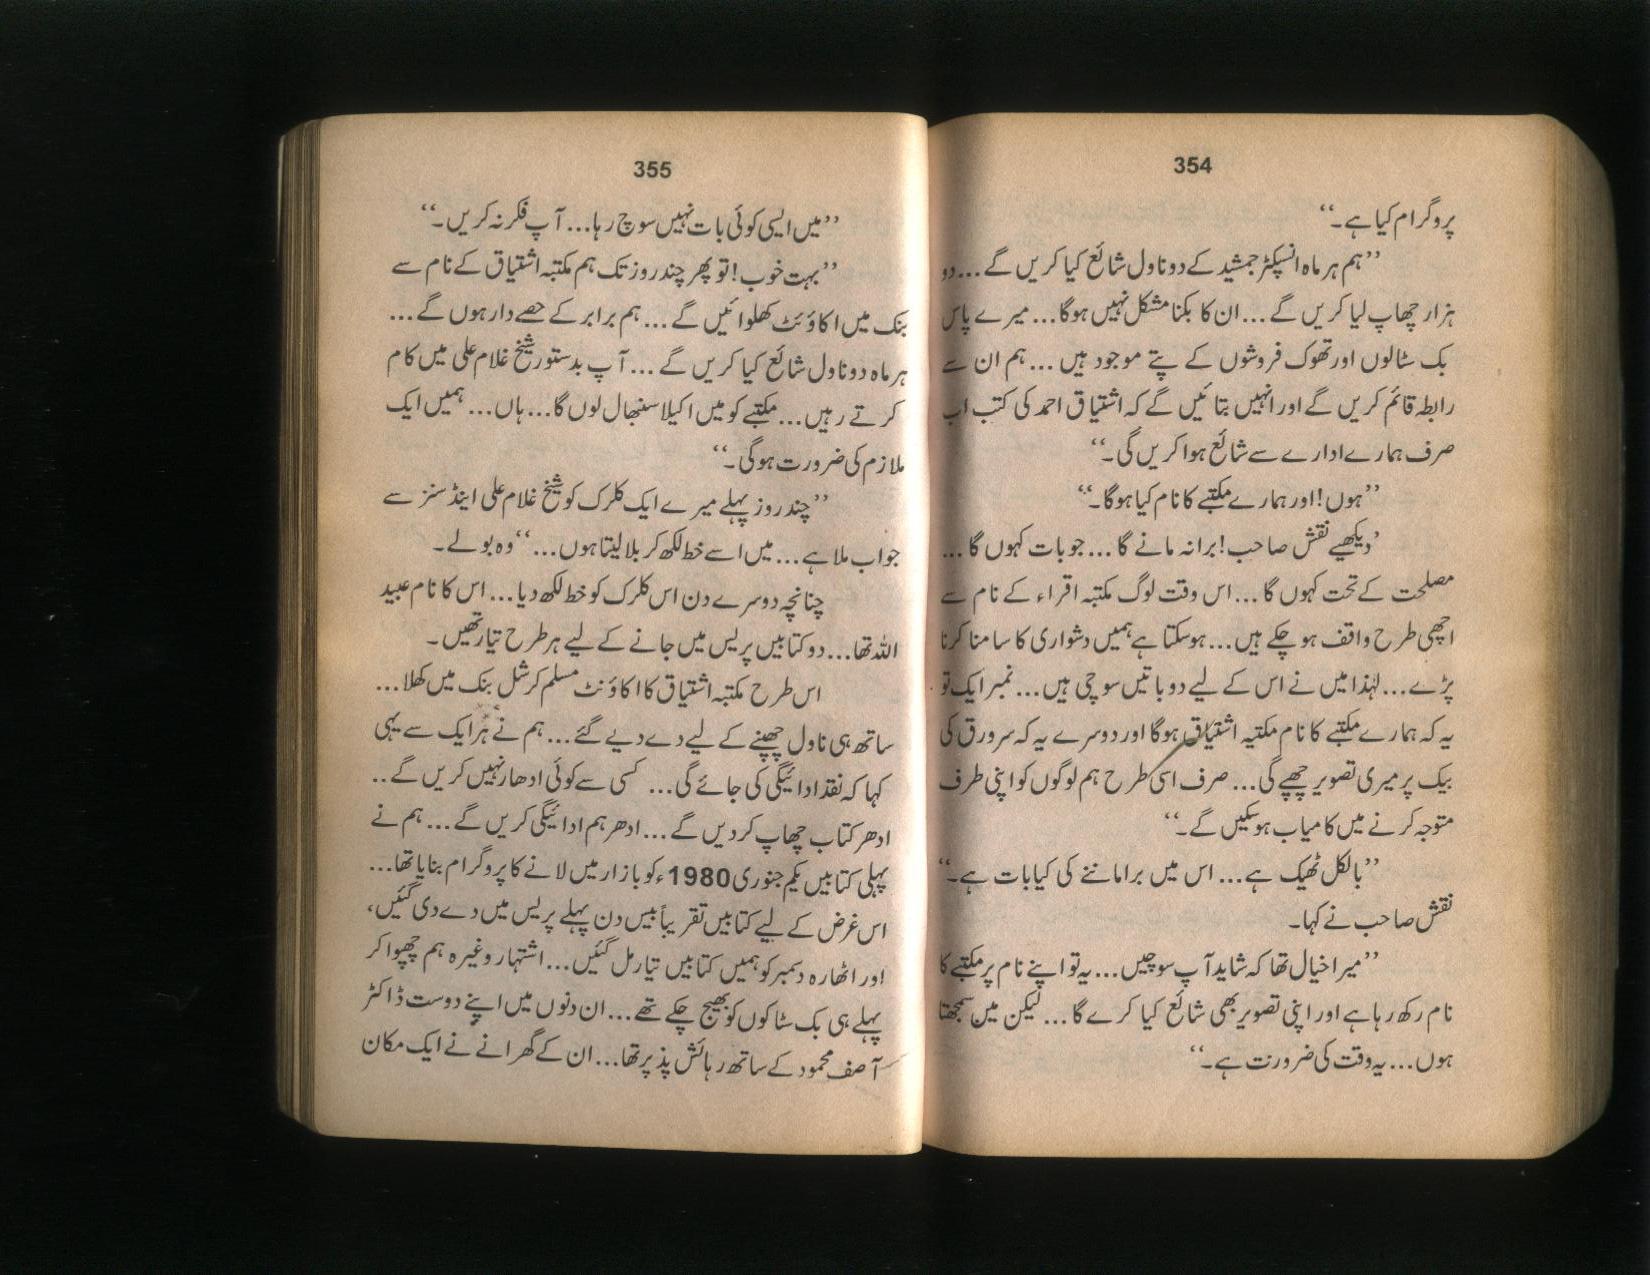 354
پروگرام کیا ہے۔‘‘
’’ہم ہر ماہ انسپکٹر جمشید کے دو ناول شائع کیا کریں گے... دو
ہزار چھاپ لیا کریں گے... ان کا بکنا مشکل نہیں ہوگا... میرے پاس
بک سٹالوں اور تھوک فروشوں کے پتے موجود ہیں... ہم ان سے
رابطہ قائم کریں گے اور انہیں بتائیں گے کہ اشتیاق احمد کی کتب اب
صرف ہمارے ادارے سے شائع ہوا کریں گی۔‘‘
’’ہوں! اور ہمارے مکتبے کا نام کیا ہوگا۔‘‘
’دیکھیے نقش صاحب! برا نہ مانے گا... جو بات کہوں گا...
مصلحت کے تحت کہوں گا... اس وقت لوگ مکتبہ اقراء کے نام سے
اچھی طرح واقف ہو چکے ہیں... ہو سکتا ہے ہمیں دشواری کا سامنا کرنا
پڑے... لہٰذا میں نے اس کے لیے دو باتیں سوچی ہیں... نمبر ایک تو
یہ کہ ہمارے مکتبے کا نام مکتبہ اشتیاق ہوگا اور دوسرے یہ کہ سرورق کی
بیک پر میری تصویر چھپے گی... صرف اسی طرح ہم لوگوں کو اپنی طرف
متوجہ کرنے میں کامیاب ہو سکیں گے۔‘‘
’’بالکل ٹھیک ہے... اس میں برا ماننے کی کیا بات ہے۔‘‘
نقش صاحب نے کہا۔
’’میرا خیال تھا کہ شاید آپ سوچیں... یہ تو اپنے نام پر مکتبے کا
نام رکھ رہا ہے اور اپنی تصویر بھی شائع کیا کرے گا... لیکن میں سمجھتا
ہوں... یہ وقت کی ضرورت ہے۔‘‘
355
’’میں ایسی کوئی بات نہیں سوچ رہا... آپ فکر نہ کریں۔‘‘
’’بہت خوب! تو پھر چند روز تک ہم مکتبہ اشتیاق کے نام سے
بنک میں اکاؤنٹ کھلوائیں گے... ہم برابر کے حصے دار ہوں گے...
ہر ماہ دو ناول شائع کیا کریں گے... آپ بدستور شیخ غلام علی میں کام
کرتے رہیں... مکتبے کو میں اکیلا سنبھال لوں گا... ہاں... ہمیں ایک
ملازم کی ضرورت ہوگی۔‘‘
’’چند روز پہلے میرے ایک کلرک کو شیخ غلام علی اینڈ سنز سے
جواب ملا ہے... میں اسے خط لکھ کر بلا لیتا ہوں...‘‘ وہ بولے۔
چنانچہ دوسرے دن اس کلرک کو خط لکھ دیا... اس کا نام عبید
اللہ تھا... دو کتابیں پریس میں جانے کے لیے ہر طرح تیار تھیں۔
اس طرح مکتبہ اشتیاق کا اکاؤنٹ مسلم کمرشل بنک میں کھلا...
ساتھ ہی ناول چھپنے کے لیے دے دیے گئے... ہم نے ہر ایک سے یہی
کہا کہ نقد ادائیگی کی جائے گی... کسی سے کوئی ادھار نہیں کریں گے..
ادھر کتاب چھاپ کر دیں گے... ادھر ہم ادائیگی کریں گے... ہم نے
پہلی کتابیں یکم جنوری 1980ء کو بازار میں لانے کا پروگرام بنایا تھا...
اس غرض کے لیے کتابیں تقریباً بیس دن پہلے پریس میں دے دی گئیں،
اور اٹھارہ دسمبر کو ہمیں کتابیں تیار مل گئیں... اشتہار وغیرہ ہم چھپوا کر
پہلے ہی بک سٹاکوں کو بھیج چکے تھے... ان دنوں میں اپنے دوست ڈاکٹر
آصف محمود کے ساتھ رہائش پذیر تھا... ان کے گھرانے نے ایک مکان